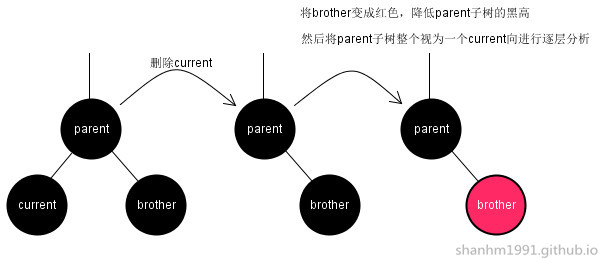 将brother变成红色，降低parent子树的黑高
然后将parent子树整个视为一个current向进行逐层分析
删除current
parent
parent
parent
current
brother
brother
brother
shanhm1991.github.io